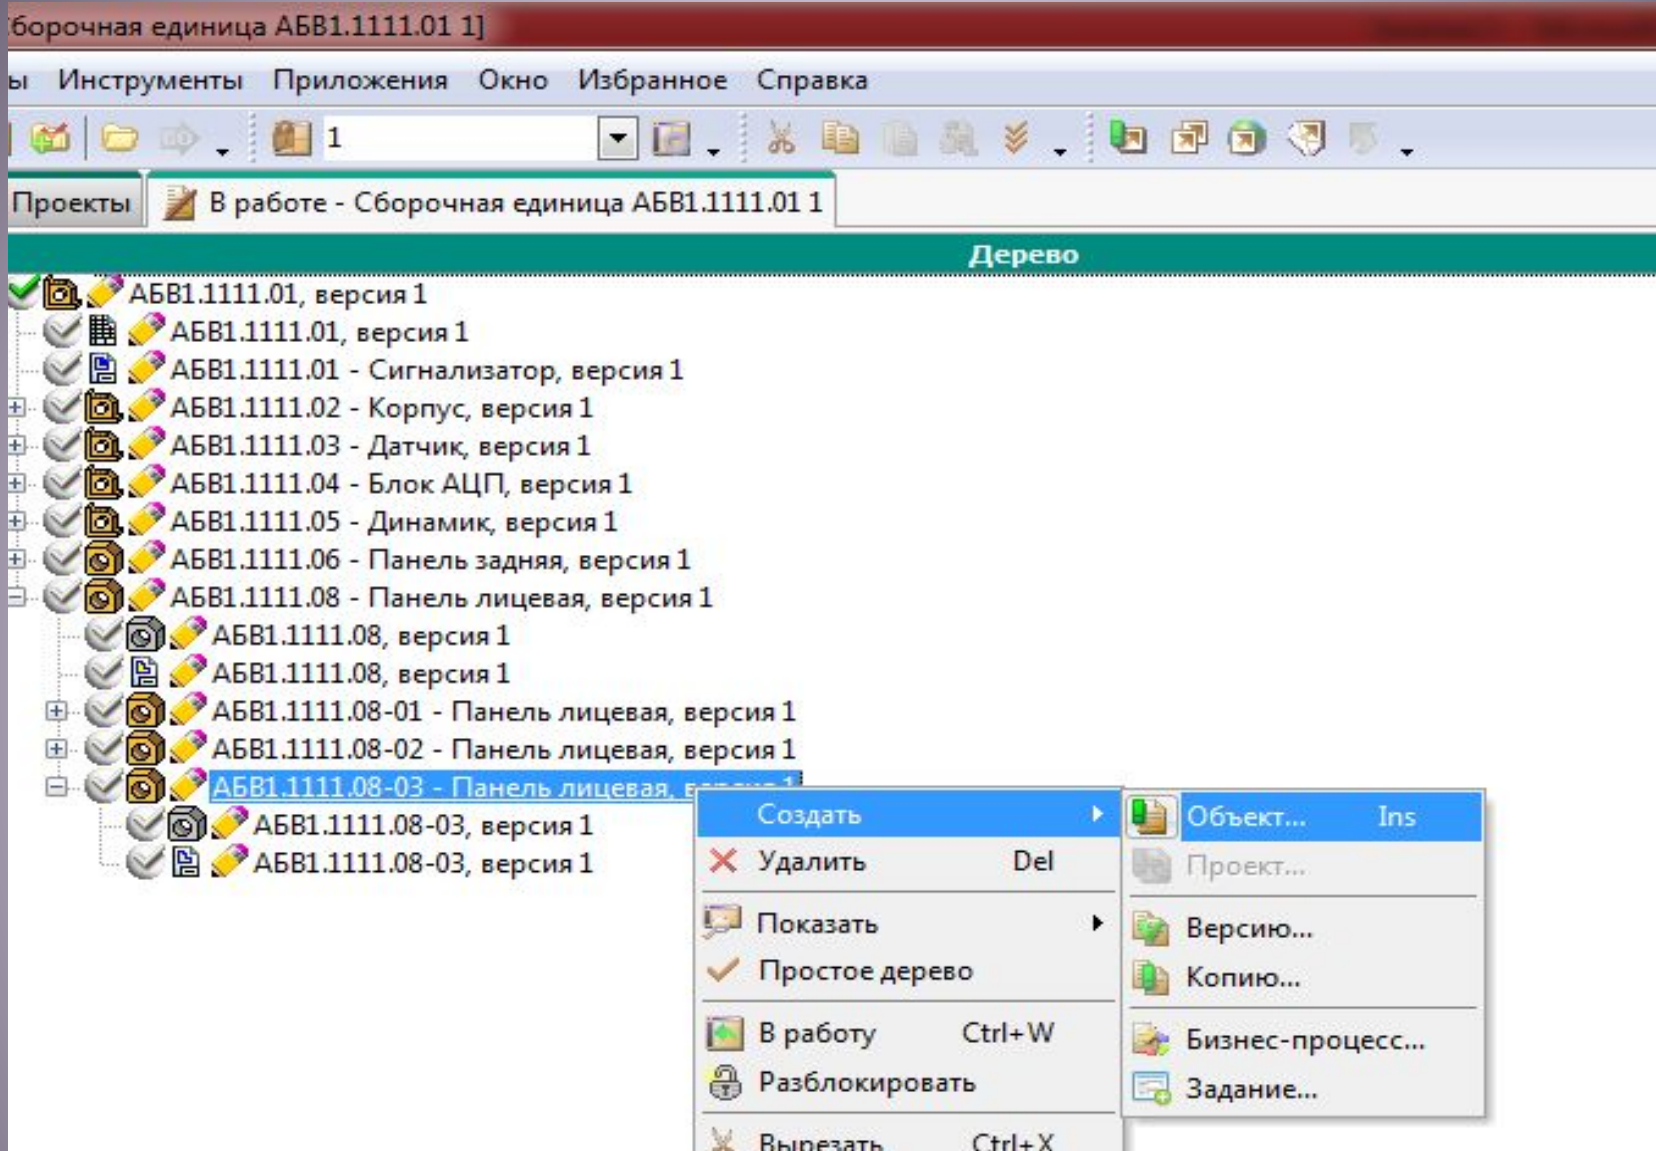 борочная единица АБВ1.1111.01 1]
ы Инструменты Приложения Окно Избранное Справка
1
Проекты В работе - Сборочная единица АБВ1.1111.01 1
Дерево
АБВ1.1111.01, версия 1
АБВ1.1111.01, версия 1
АБВ1.1111.01 - Сигнализатор, версия 1
АБВ1.1111.02 - Корпус, версия 1
АБВ1.1111.03 - Датчик, версия 1
АБВ1.1111.04 - Блок АЦП, версия 1
АБВ1.1111.05 - Динамик, версия 1
АБВ1.1111.06 - Панель задняя, версия 1
АБВ1.1111.08 - Панель лицевая, версия 1
АБВ1.1111.08, версия 1
АБВ1.1111.08, версия 1
АБВ1.1111.08-01 - Панель лицевая, версия 1
АБВ1.1111.08-02 - Панель лицевая, версия 1
АБВ1.1111.08-03 - Панель лицевая, версия 1
АБВ1.1111.08-03, версия 1
АБВ1.1111.08-03, версия 1
Создать
Удалить Del
Показать
Простое дерево
В работу Ctrl+W
Разблокировать
Вырезать Ctrl+X
Объект... Ins
Проект...
Версию...
Копию...
Бизнес-процесс...
Задание...